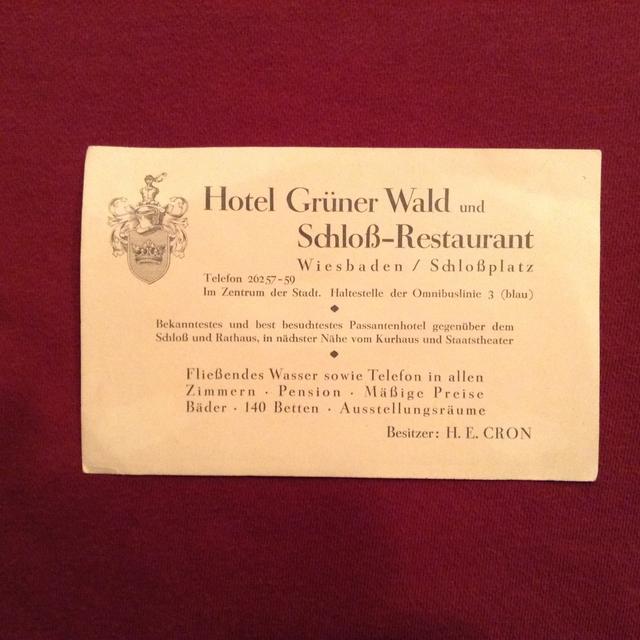 Hotel Grüner Wald und
Schloß-Restaurant
Wiesbaden / Schloßplatz
Telefon 26257-59
Im Zentrum der Stadt. Haltestelle der Omnibuslinie 3 (blau)
Bekanntestes und best besuchtestes Passantenhotel gegenüber dem
Schloß und Rathaus, in nächster Nähe vom Kurhaus und Staatstheater
Fließendes Wasser sowie Telefon in allen
Zimmern · Pension · Mäßige Preise
Bäder · 140 Betten · Ausstellungsräume
Besitzer: H. E. CRON